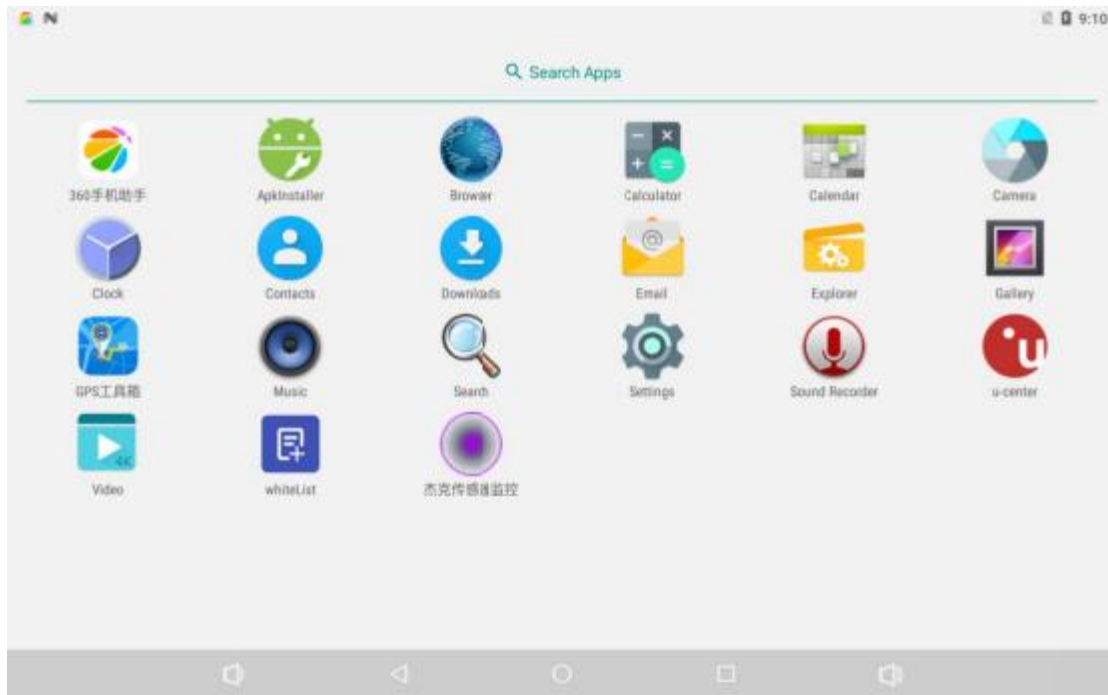 9:10
Search Apps
360手机助手
ApkInstaller
Browser
Calculator
Calendar
Camera
Clock
Contacts
Downloads
Email
Explorer
Gallery
GPS工具箱
Music
Search
Settings
Sound Recorder
u-center
4K
Video
whiteList
杰克传感器监控